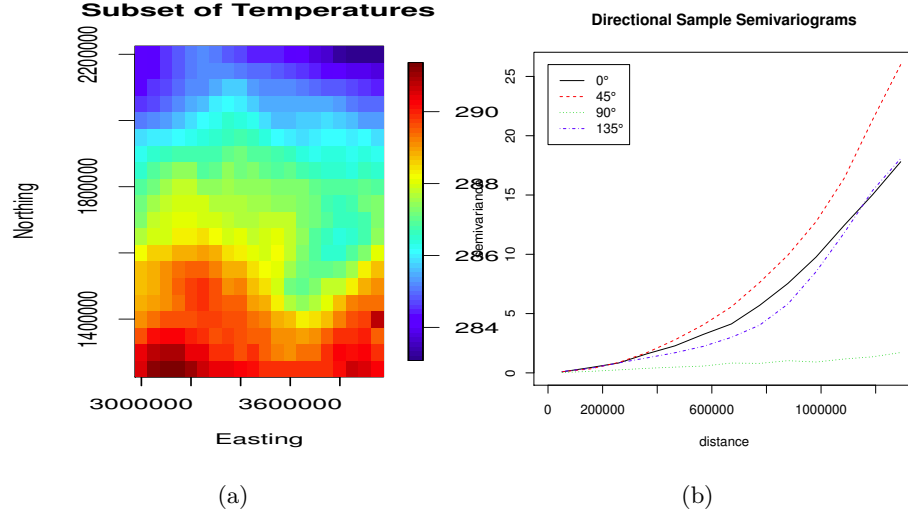 Subset of Temperatures
Northing
2200000
1800000
1400000
3000000
3600000
Easting
290
288
286
284
(a)
Directional Sample Semivariograms
0°
45°
90°
135°
semivariance
25
20
15
10
5
0
0
200000
600000
1000000
distance
(b)